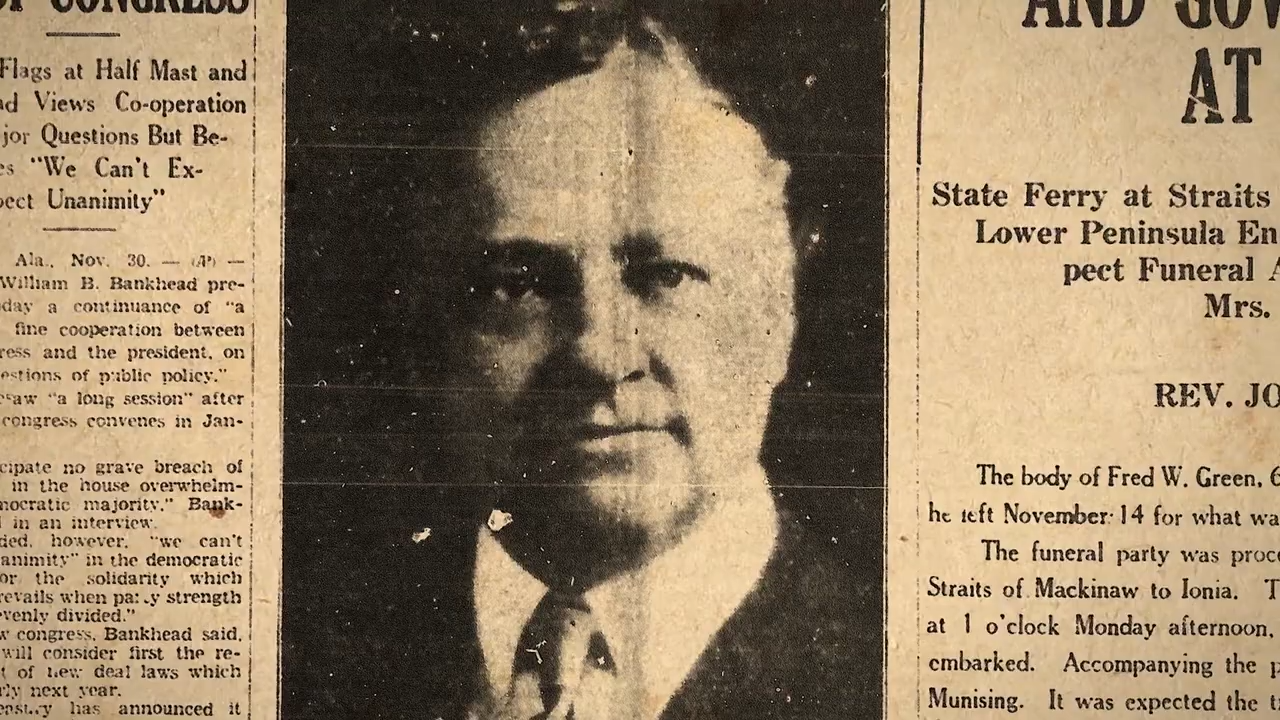 OF CONGRESS
Flags at Half Mast and
Views Co-operation
jor Questions But Be-
es "We Can't Ex-
pect Unanimity"
Ala., Nov. 30. — (AP) —
William B. Bankhead pre-
day a continuance of "a
fine cooperation between
ress and the president, on
estions of public policy."
saw "a long session" after
congress convenes in Jan-
cipate no grave breach of
in the house overwhelm-
mocratic majority." Bank-
in an interview.
ded, however, "we can't
animity" in the democratic
or the solidarity which
revails when party strength
evenly divided."
w congress, Bankhead said,
will consider first the re-
t of new deal laws which
rly next year.
has announced it
AND GOV
AT
State Ferry at Straits
Lower Peninsula En
pect Funeral A
Mrs.
REV. JO
The body of Fred W. Green, 6
he left November 14 for what wa
The funeral party was proce
Straits of Mackinaw to Ionia. T
at 1 o'clock Monday afternoon,
embarked. Accompanying the p
Munising. It was expected the t